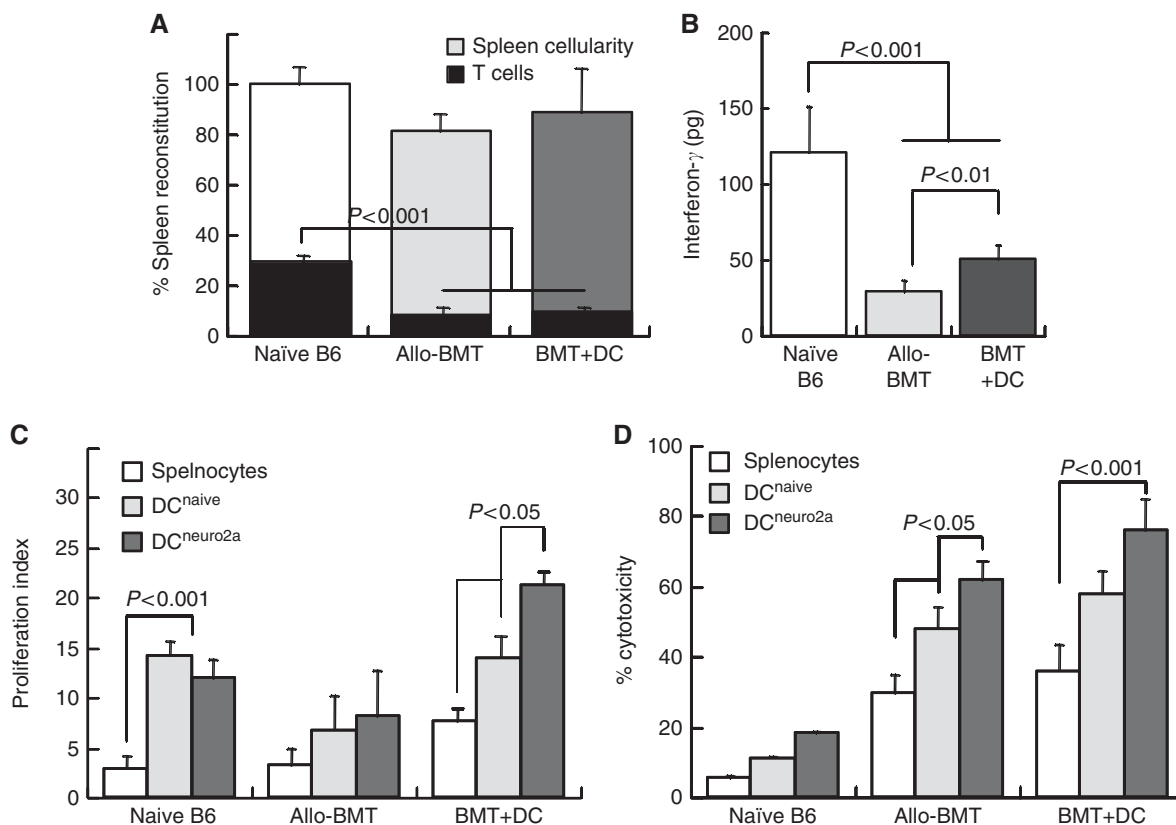 A
Spleen cellularity
T cells
% Spleen reconstitution
100
80
60
40
20
0
P<0.001
Naïve B6
Allo-BMT
BMT+DC
B
Interferon-γ (pg)
200
150
100
50
0
P<0.001
P<0.01
Naïve
B6
Allo-
BMT
BMT
+DC
C
Spelnocytes
DCnaive
DCneuro2a
Proliferation index
30
25
20
15
10
5
0
P<0.001
P<0.05
Naive B6
Allo-BMT
BMT+DC
D
Splenocytes
DCnaive
DCneuro2a
% cytotoxicity
100
80
60
40
20
0
P<0.05
P<0.001
Naïve B6
Allo-BMT
BMT+DC